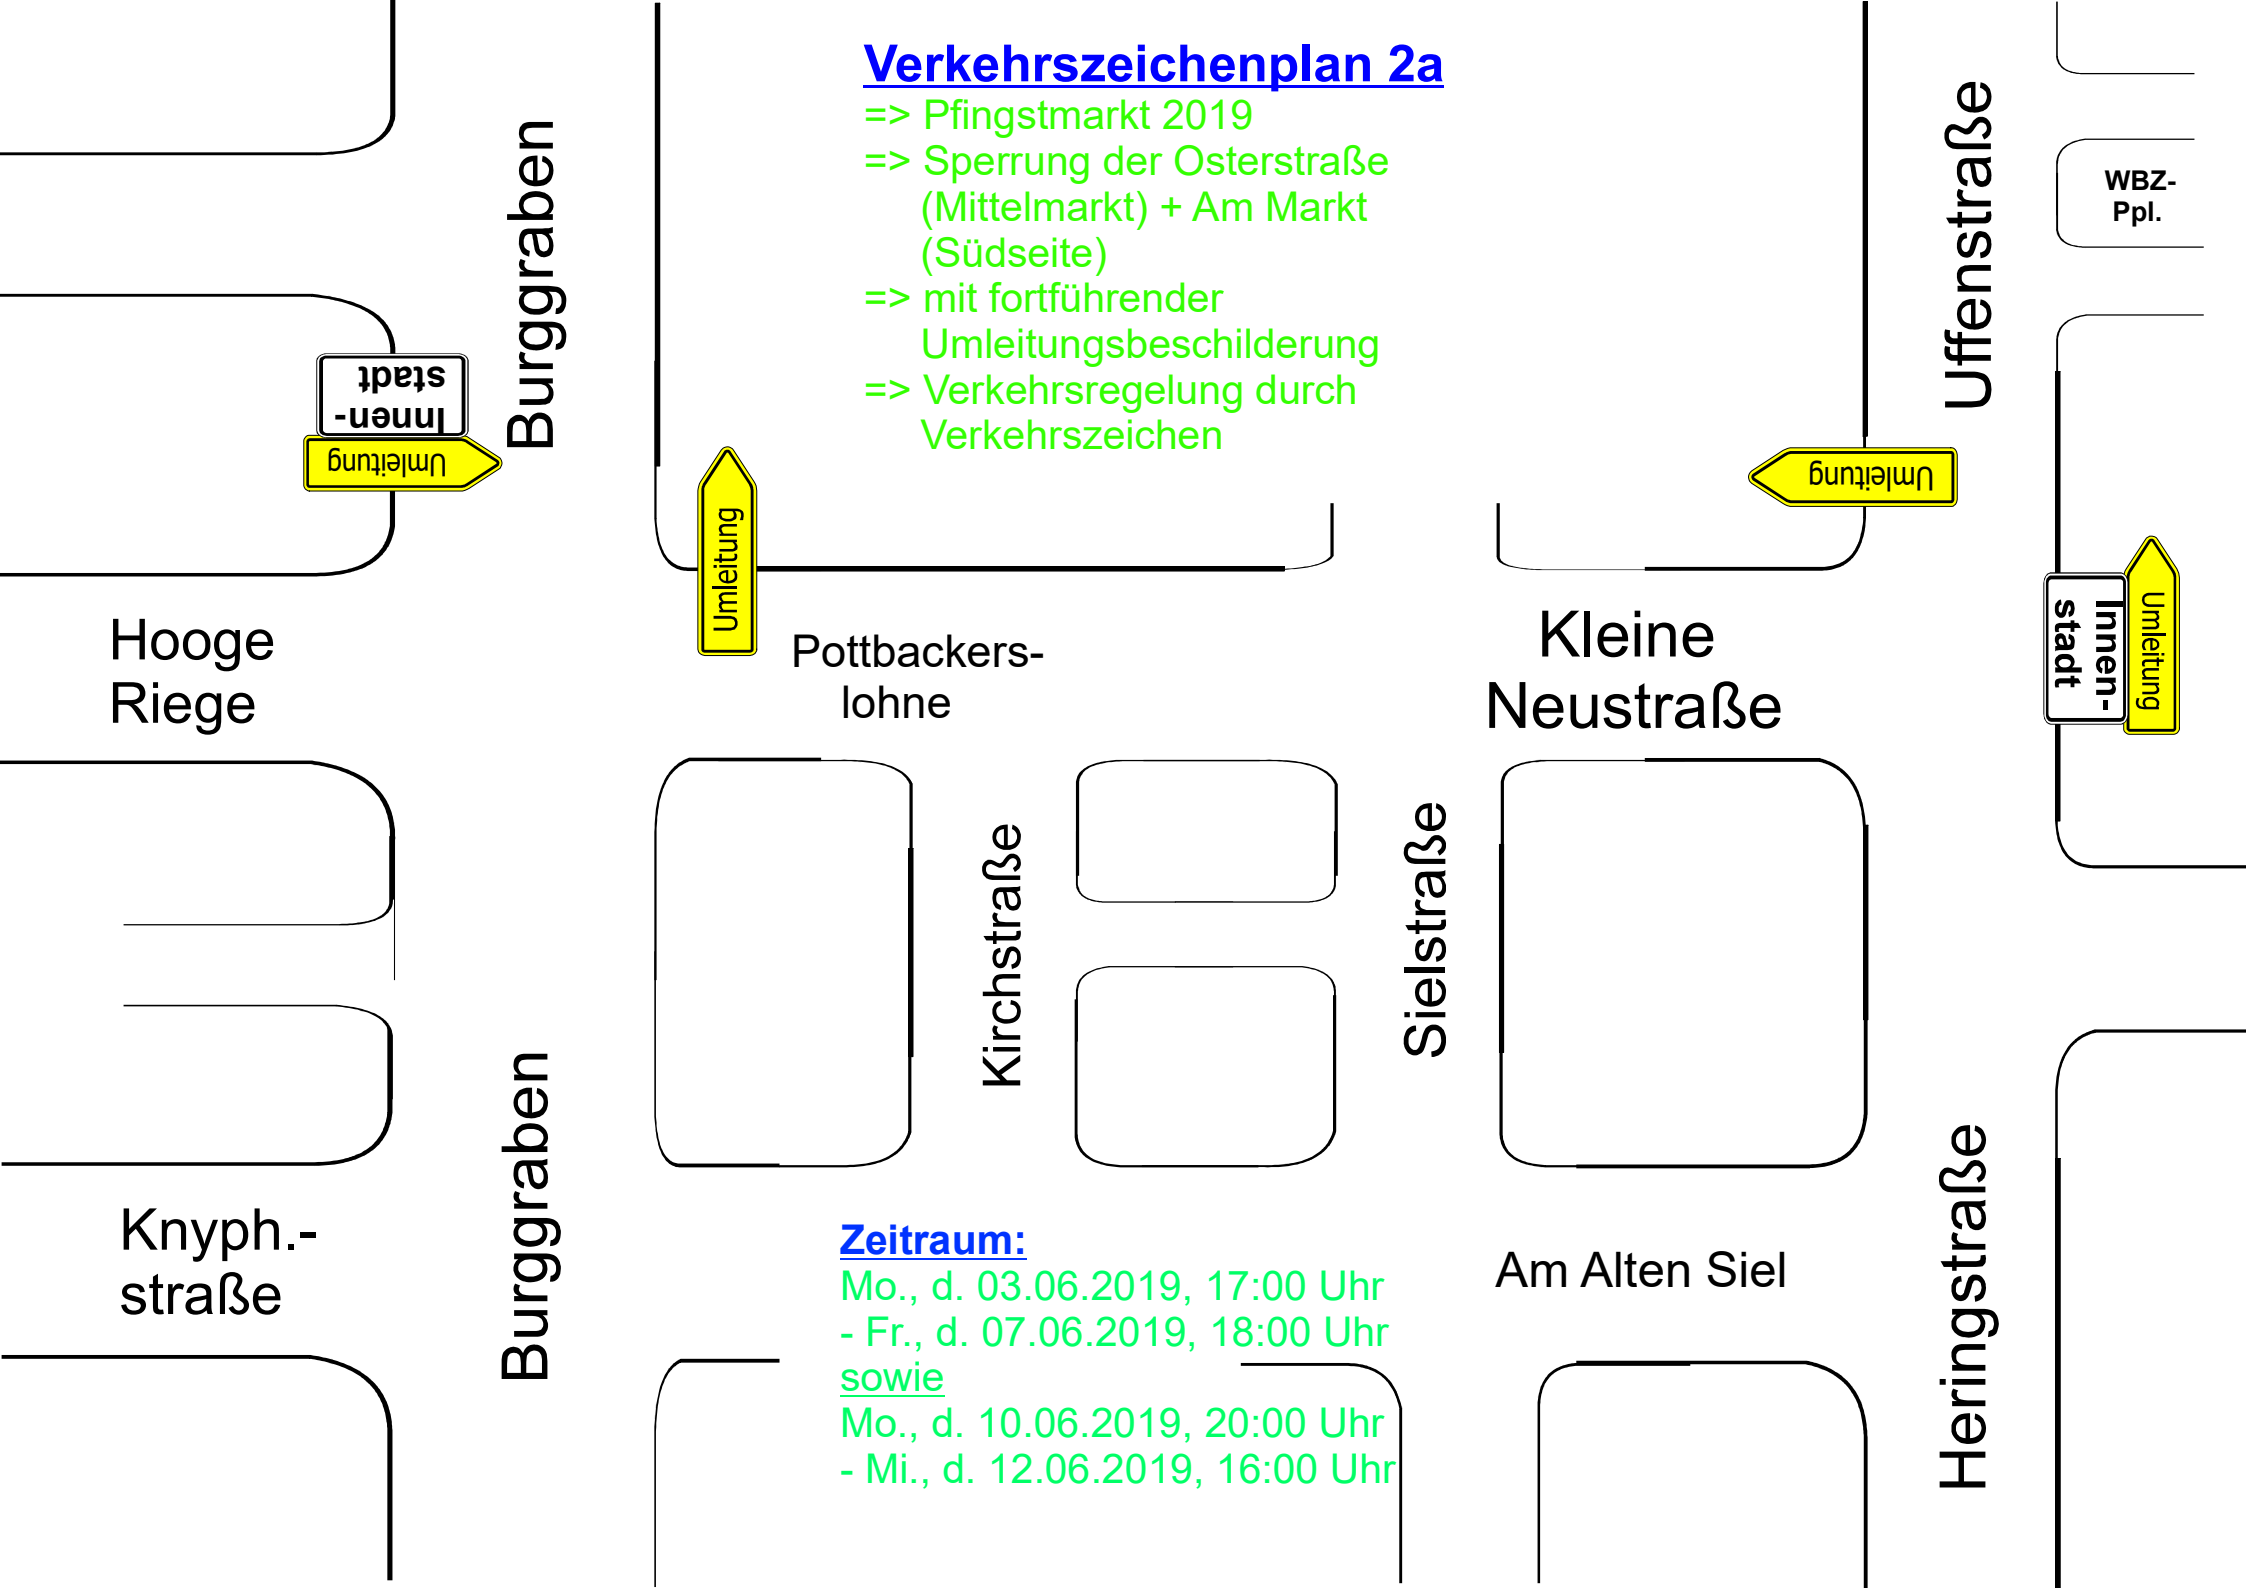 Verkehrszeichenplan 2a
=> Pfingstmarkt 2019
=> Sperrung der Osterstraße
(Mittelmarkt) + Am Markt
(Südseite)
=> mit fortführender
Umleitungsbeschilderung
=> Verkehrsregelung durch
Verkehrszeichen
Burggraben
Uffenstraße
WBZ-
Ppl.
Innen-
stadt
Umleitung
Umleitung
Umleitung
Innen-
stadt
Umleitung
Hooge
Riege
Pottbackers-
lohne
Kleine
Neustraße
Kirchstraße
Sielstraße
Burggraben
Heringstraße
Knyph.-
straße
Zeitraum:
Mo., d. 03.06.2019, 17:00 Uhr
- Fr., d. 07.06.2019, 18:00 Uhr
sowie
Mo., d. 10.06.2019, 20:00 Uhr
- Mi., d. 12.06.2019, 16:00 Uhr
Am Alten Siel